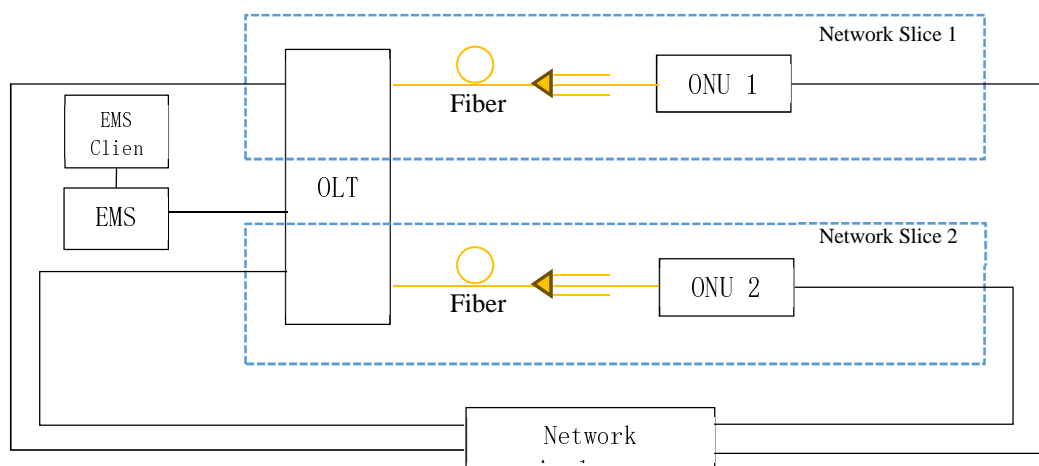 Network Slice 1
ONU 1
Fiber
EMS
Clien
OLT
EMS
Network Slice 2
ONU 2
Fiber
Network